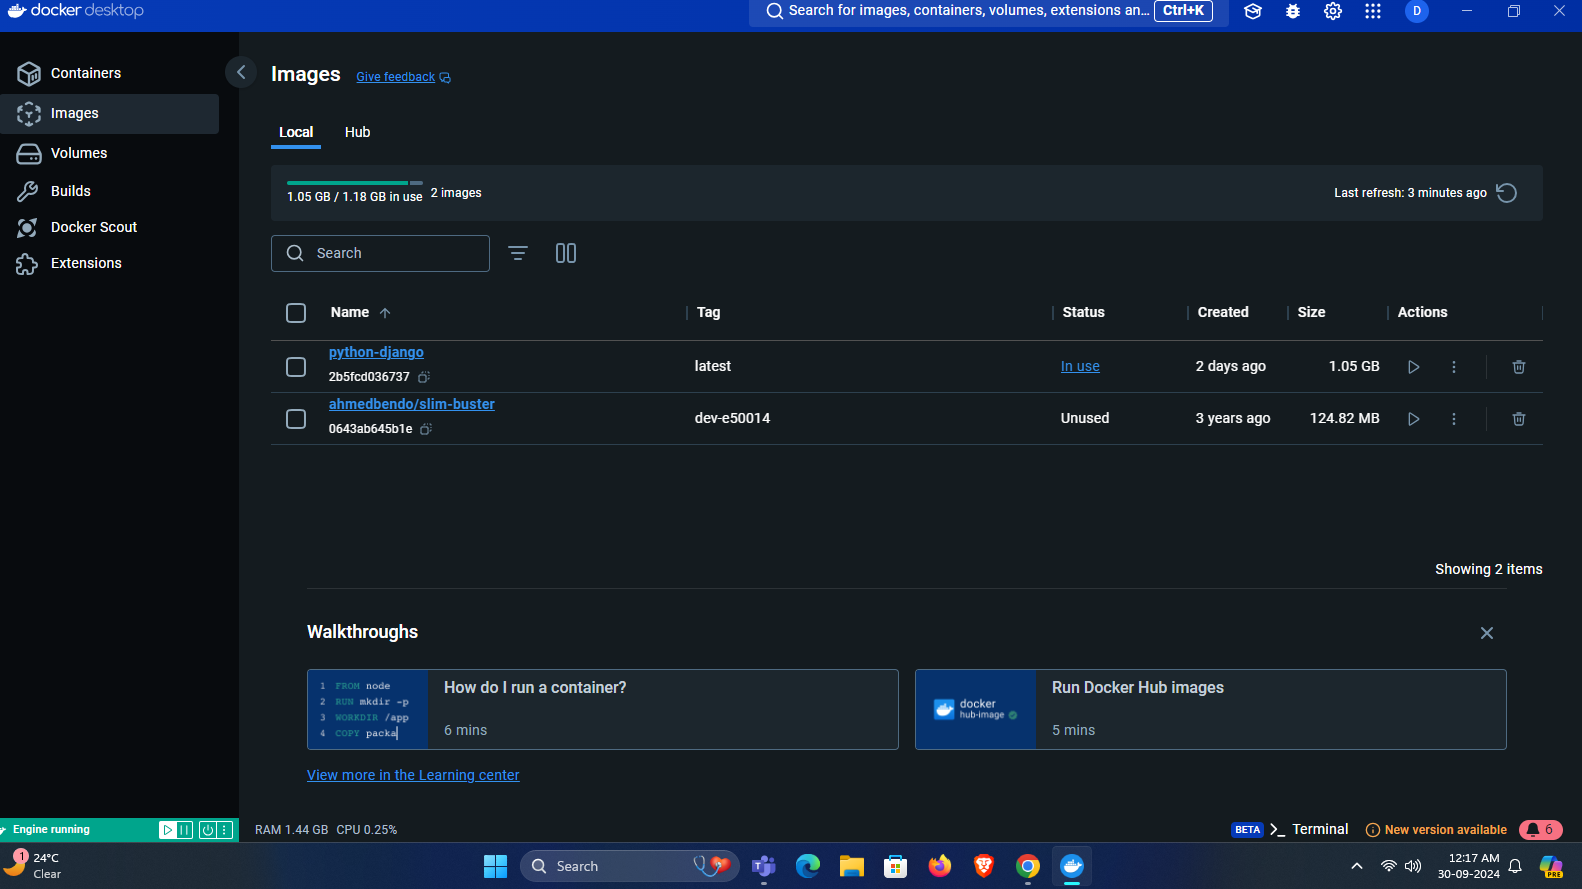 docker desktop
Search for images, containers, volumes, extensions an... Ctrl+K
D
Containers
Images
Volumes
Builds
Docker Scout
Extensions
Images Give feedback
Local Hub
1.05 GB / 1.18 GB in use 2 images
Last refresh: 3 minutes ago
Search
Name Tag Status Created Size Actions
python-django
2b5fcd036737
latest In use 2 days ago 1.05 GB
ahmedbendo/slim-buster
0643ab645b1e
dev-e50014 Unused 3 years ago 124.82 MB
Showing 2 items
Walkthroughs
1 FROM node
2 RUN mkdir -p
3 WORKDIR /app
4 COPY packa
How do I run a container?
6 mins
docker
hub-image
Run Docker Hub images
5 mins
View more in the Learning center
Engine running
RAM 1.44 GB CPU 0.25%
BETA Terminal New version available 6
1
24°C
Clear
Search
12:17 AM
30-09-2024
PRE